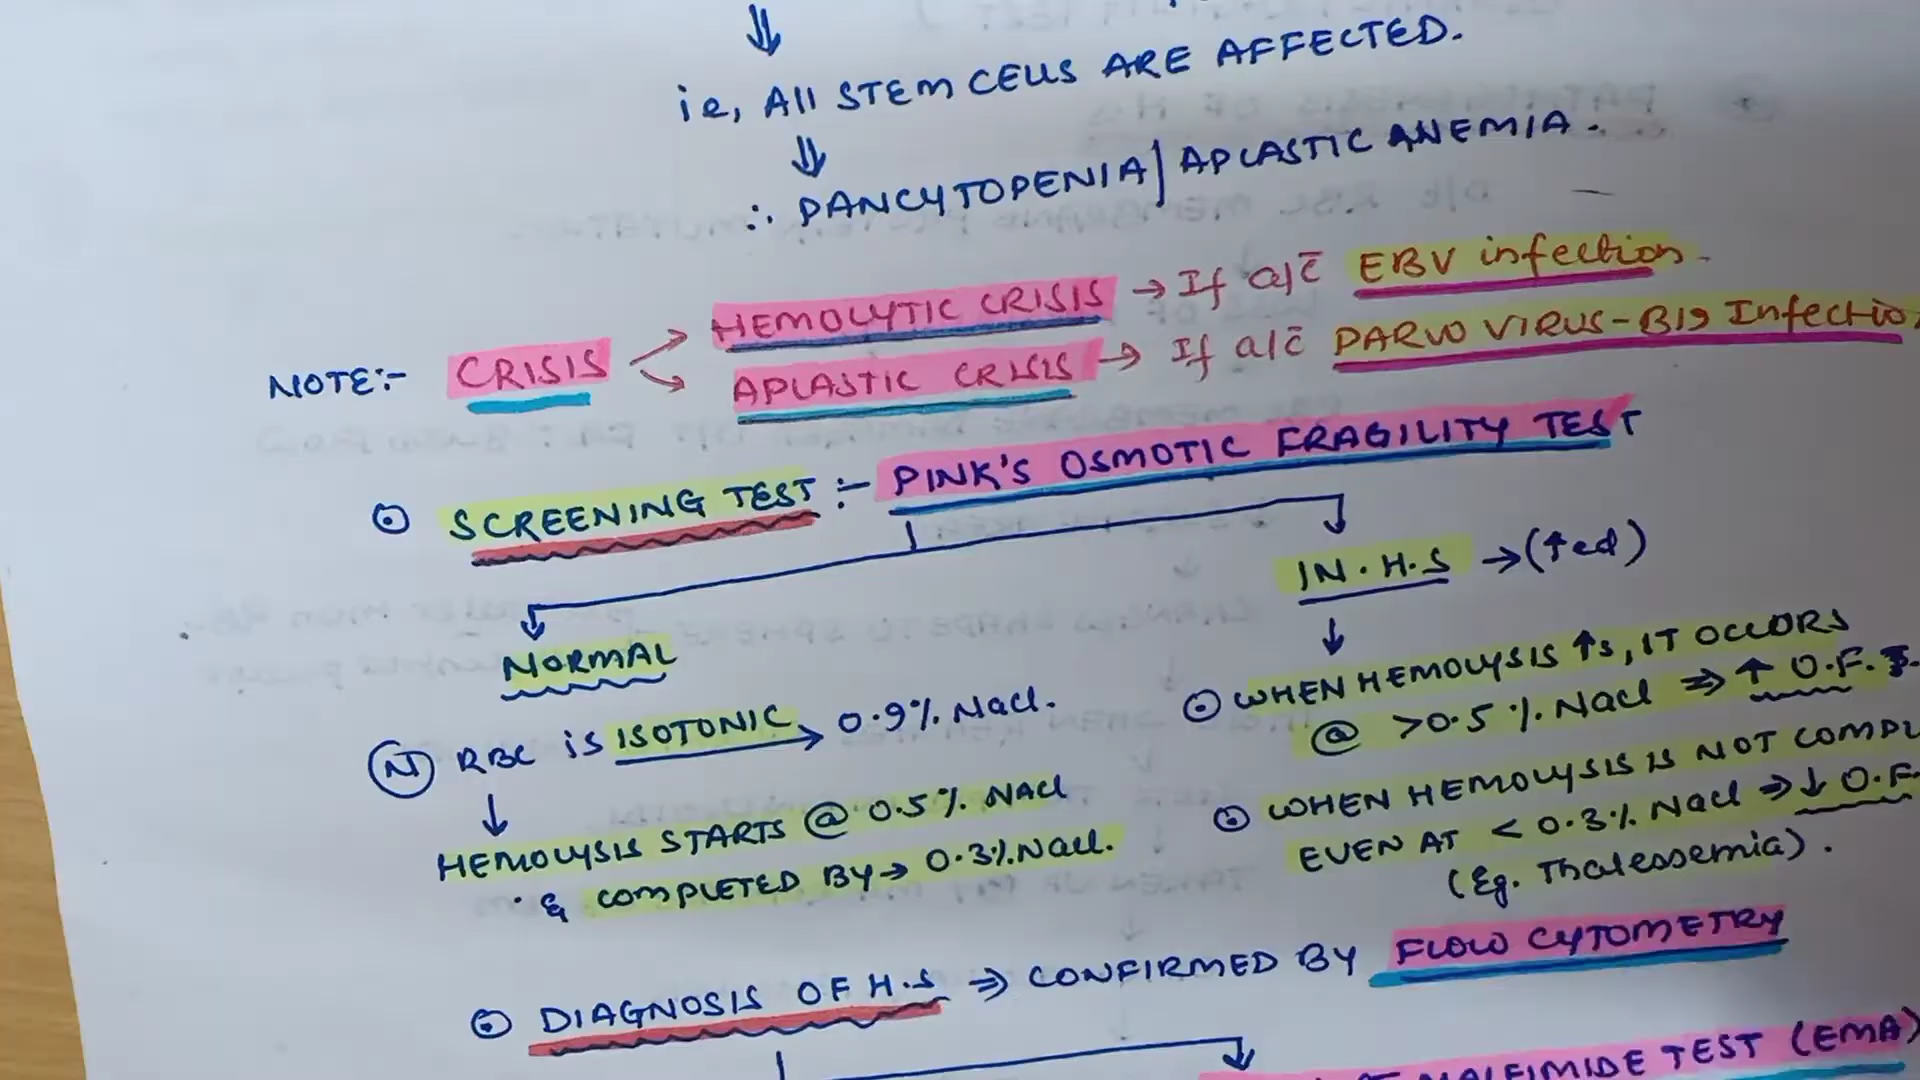 ie, All STEM CELLS ARE AFFECTED.
∴ PANCYTOPENIA/APLASTIC ANEMIA.
NOTE:- CRISIS
HEMOLYTIC CRISIS → If a/c̄ EBV infection.
APLASTIC CRISIS → If a/c̄ PARVO VIRUS-B19 Infectio
⊙ SCREENING TEST :- PINK'S OSMOTIC FRAGILITY TEST
IN. H.S → (↑ed)
NORMAL
Ⓝ RBC is ISOTONIC → 0.9% Nacl.
↓
HEMOLYSIS STARTS @ 0.5% NACl
& COMPLETED BY → 0.3% Nacl.
⊙ WHEN HEMOLYSIS ↑s, IT OCCURS
@ >0.5% Nacl ⇒ ↑ O.F.
⊙ WHEN HEMOLYSIS IS NOT COMPL
EVEN AT < 0.3% Nacl ⇒ ↓ O.F.
(Eg. Thalessemia).
⊙ DIAGNOSIS OF H.S ⇒ CONFIRMED BY FLOW CYTOMETRY
MALEIMIDE TEST (EMA)